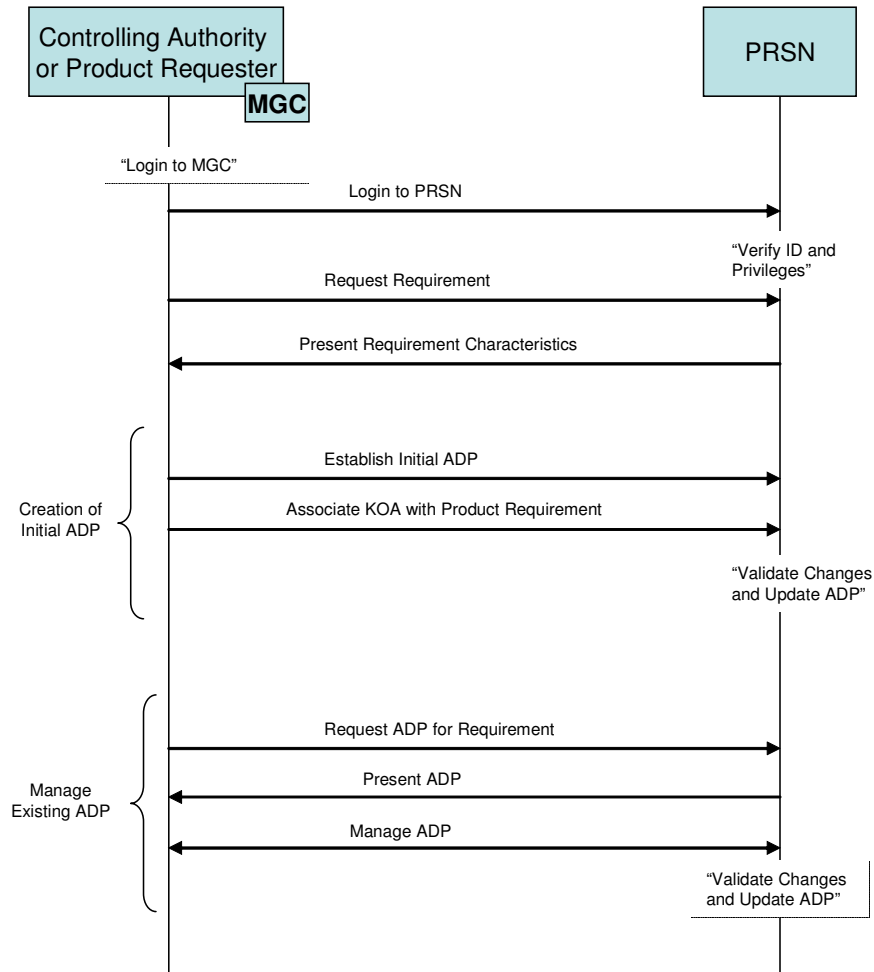 Controlling Authority
or Product Requester
MGC
PRSN
“Login to MGC”
Login to PRSN
“Verify ID and
Privileges”
Request Requirement
Present Requirement Characteristics
Establish Initial ADP
Creation of
Initial ADP
Associate KOA with Product Requirement
“Validate Changes
and Update ADP”
Request ADP for Requirement
Present ADP
Manage
Existing ADP
Manage ADP
“Validate Changes
and Update ADP”